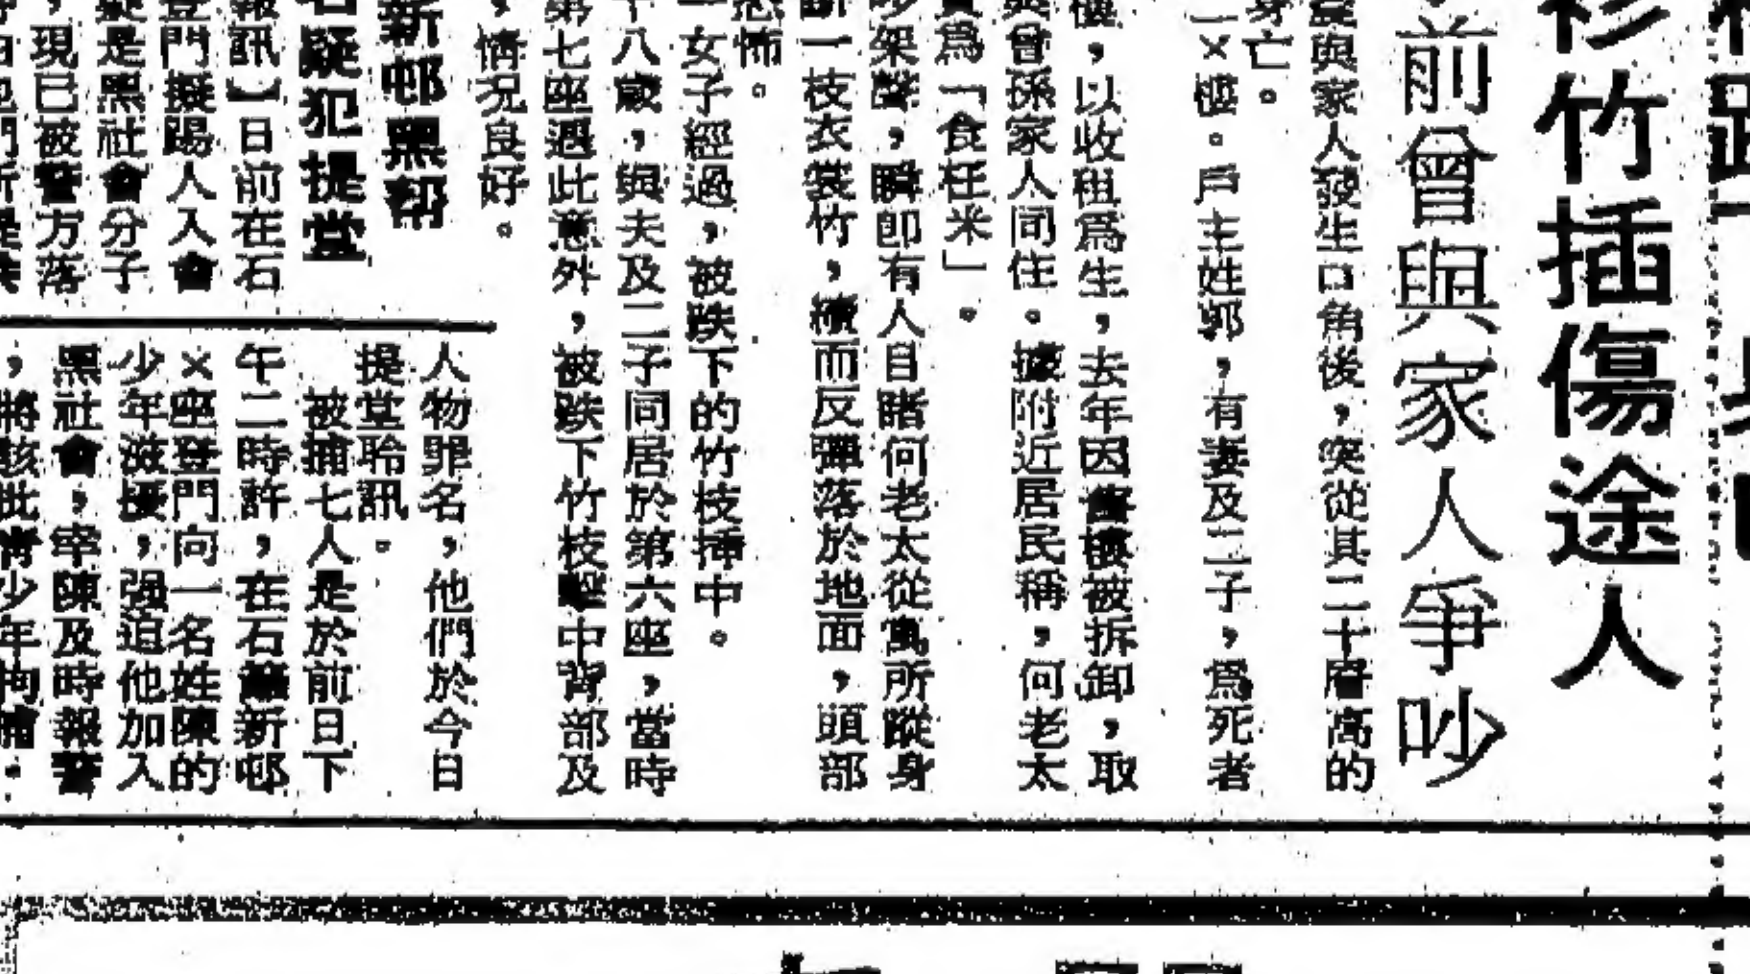 衫竹插傷途人
前曾與家人爭吵
與家人發生口角後，突從其二十層高的
身亡。
一×樓。戶主姓郭，有妻及二子，爲死者
樓，以收租爲生，去年因舊樓被拆卸，取
曾孫家人同住。據附近居民稱，何老太
爲「食枉米」。
吵架聲，瞬即有人目睹何老太從寓所蹤身
一枝衣裳竹，續而反彈落於地面，頭部
恐怖。
一女子經過，被跌下的竹枝插中。
十八歲，與夫及二子同居於第六座，當時
第七座遇此意外，被跌下竹枝擊中背部及
，情况良好。
新邨黑幫
名疑犯提堂
報訊】日前在石
登門擬踢人入會
疑是黑社會分子
，現已被警方落
人物罪名，他們於今日
提堂聆訊。
被捕七人是於前日下
午二時許，在石籬新邨
×座登門向一名姓陳的
少年滋擾，强迫他加入
黑社會，幸陳及時報警
，將該批青少年拘捕．